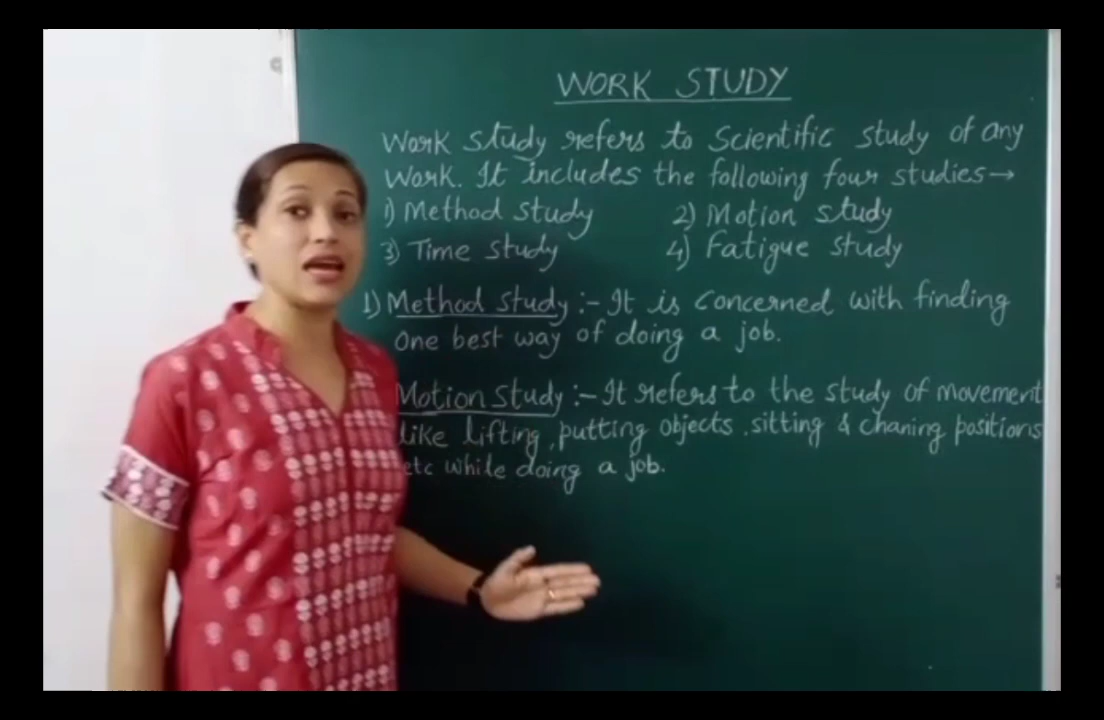 WORK STUDY
Work study refers to scientific study of any
work. It includes the following four studies→
1) Method study 2) Motion study
3) Time study 4) Fatigue study
1) Method study :- It is concerned with finding
one best way of doing a job.
Motion study :- It refers to the study of movement
like lifting, putting objects, sitting & chaning positions
etc while doing a job.